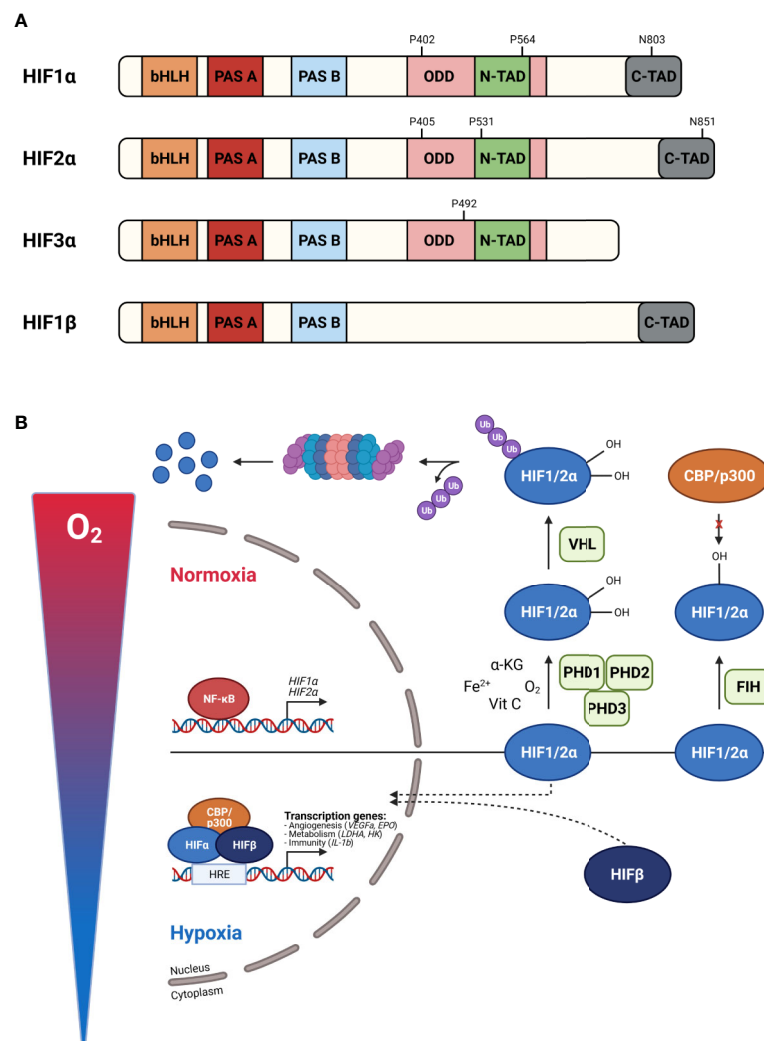 A
P402
P564
N803
HIF1α
bHLH
PAS A
PAS B
ODD
N-TAD
C-TAD
P405
P531
N851
HIF2α
bHLH
PAS A
PAS B
ODD
N-TAD
C-TAD
P492
HIF3α
bHLH
PAS A
PAS B
ODD
N-TAD
HIF1β
bHLH
PAS A
PAS B
C-TAD
B
O₂
Normoxia
Ub
Ub
Ub
Ub
Ub
Ub
HIF1/2α
OH
OH
CBP/p300
VHL
OH
HIF1/2α
OH
OH
HIF1/2α
α-KG
Fe²⁺
O₂
Vit C
PHD1
PHD2
PHD3
FIH
NF-κB
HIF1α
HIF2α
HIF1/2α
HIF1/2α
CBP/
p300
HIFα
HIFβ
HRE
Transcription genes:
- Angiogenesis (VEGFa, EPO)
- Metabolism (LDHA, HK)
- Immunity (IL-1b)
HIFβ
Hypoxia
Nucleus
Cytoplasm